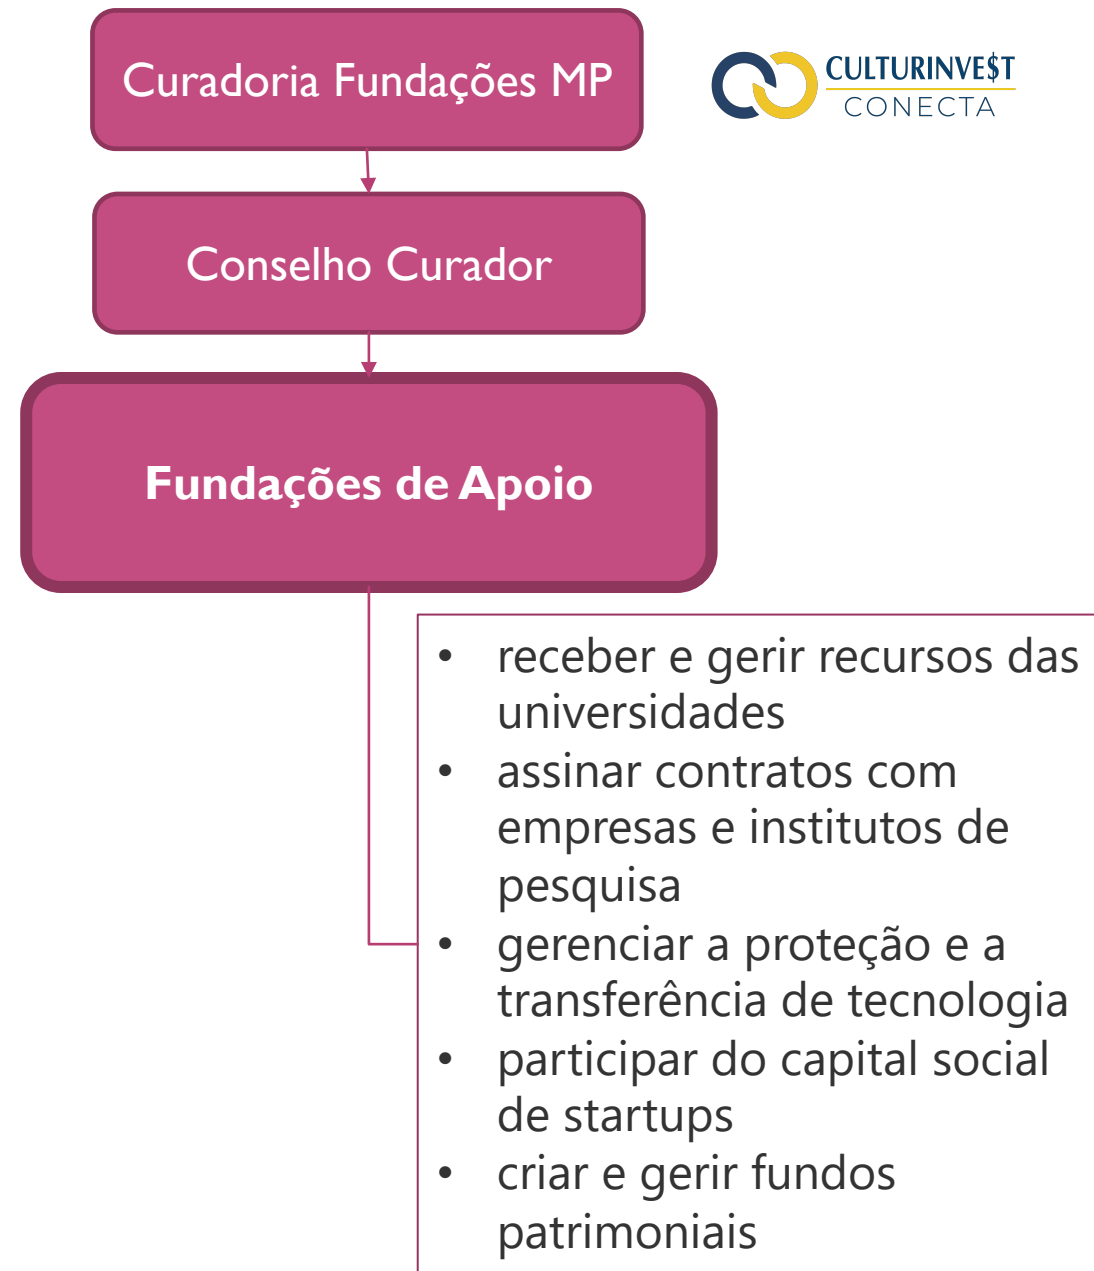 Curadoria Fundações MP
CULTURINVE$T
CONECTA
Conselho Curador
Fundações de Apoio
• receber e gerir recursos das
universidades
• assinar contratos com
empresas e institutos de
pesquisa
• gerenciar a proteção e a
transferência de tecnologia
• participar do capital social
de startups
• criar e gerir fundos
patrimoniais